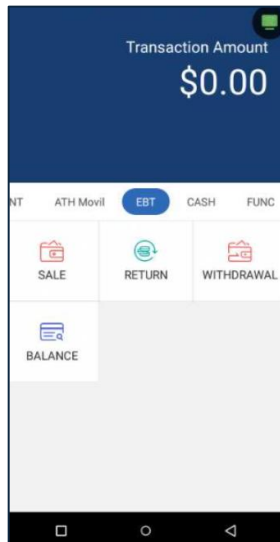 Transaction Amount
$0.00
NT ATH Movil EBT CASH FUNC
SALE RETURN WITHDRAWAL
BALANCE